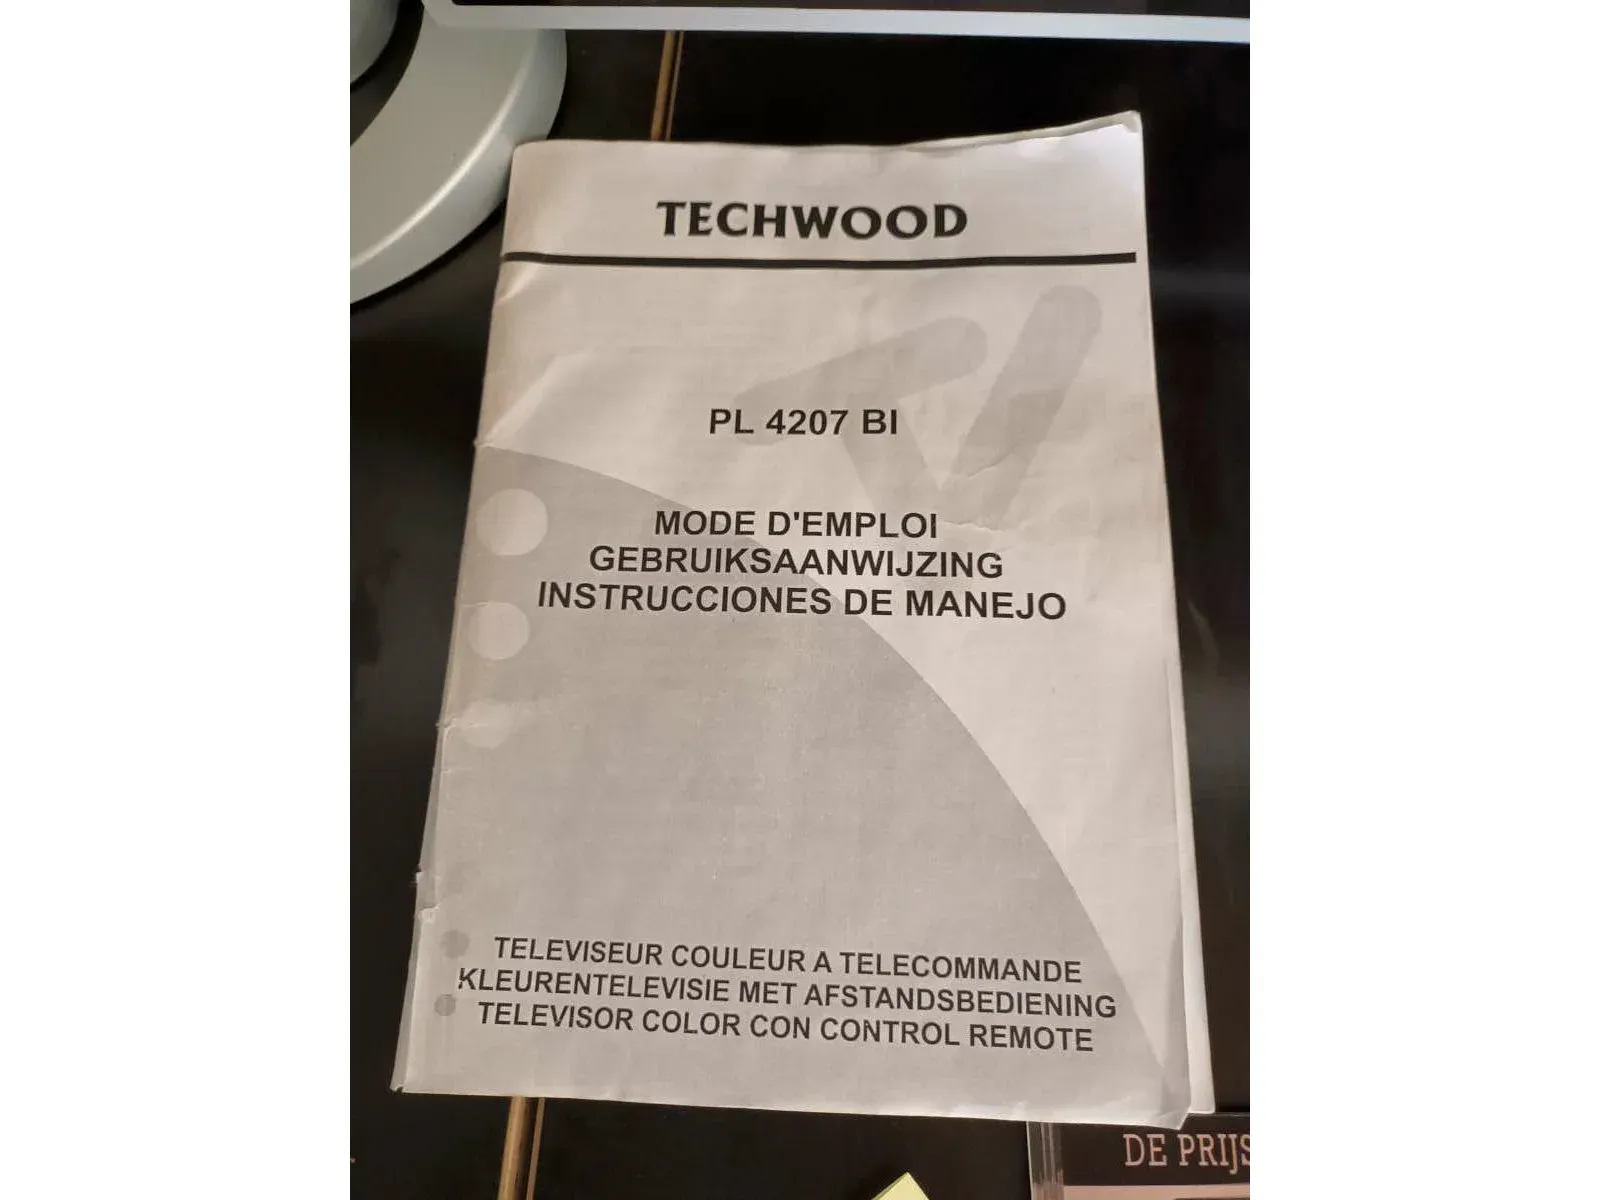 TECHWOOD
PL 4207 BI
MODE D'EMPLOI
GEBRUIKSAANWIJZING
INSTRUCCIONES DE MANEJO
TELEVISEUR COULEUR A TELECOMMANDE
KLEURENTELEVISIE MET AFSTANDSBEDIENING
TELEVISOR COLOR CON CONTROL REMOTE
DE PRIJS